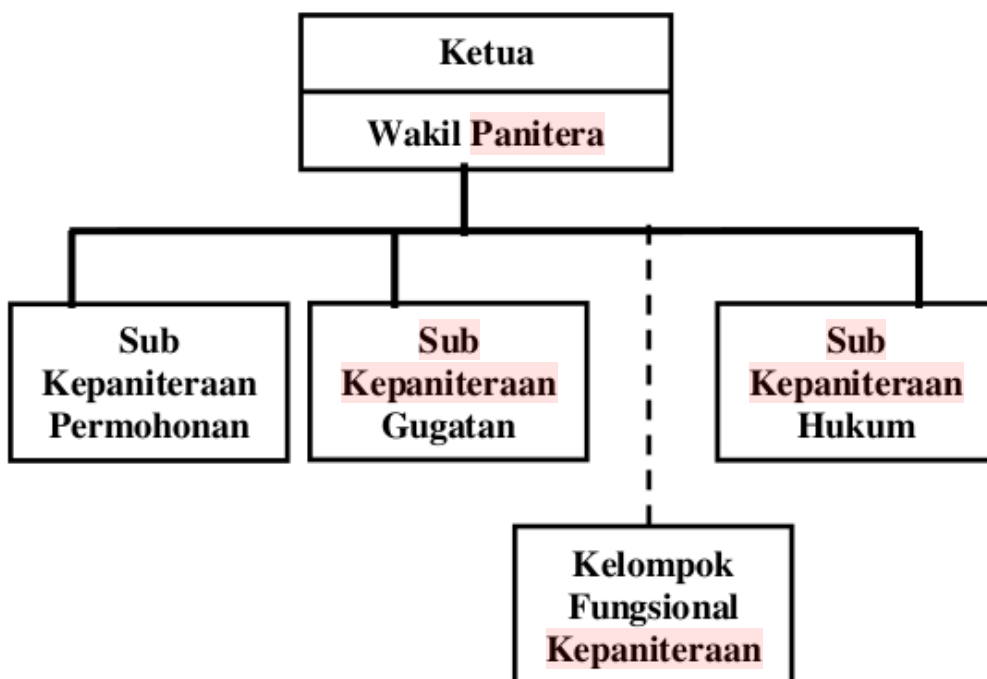 Ketua
Wakil Panitera
Sub
Kepaniteraan
Permohonan
Sub
Kepaniteraan
Gugatan
Sub
Kepaniteraan
Hukum
Kelompok
Fungsional
Kepaniteraan